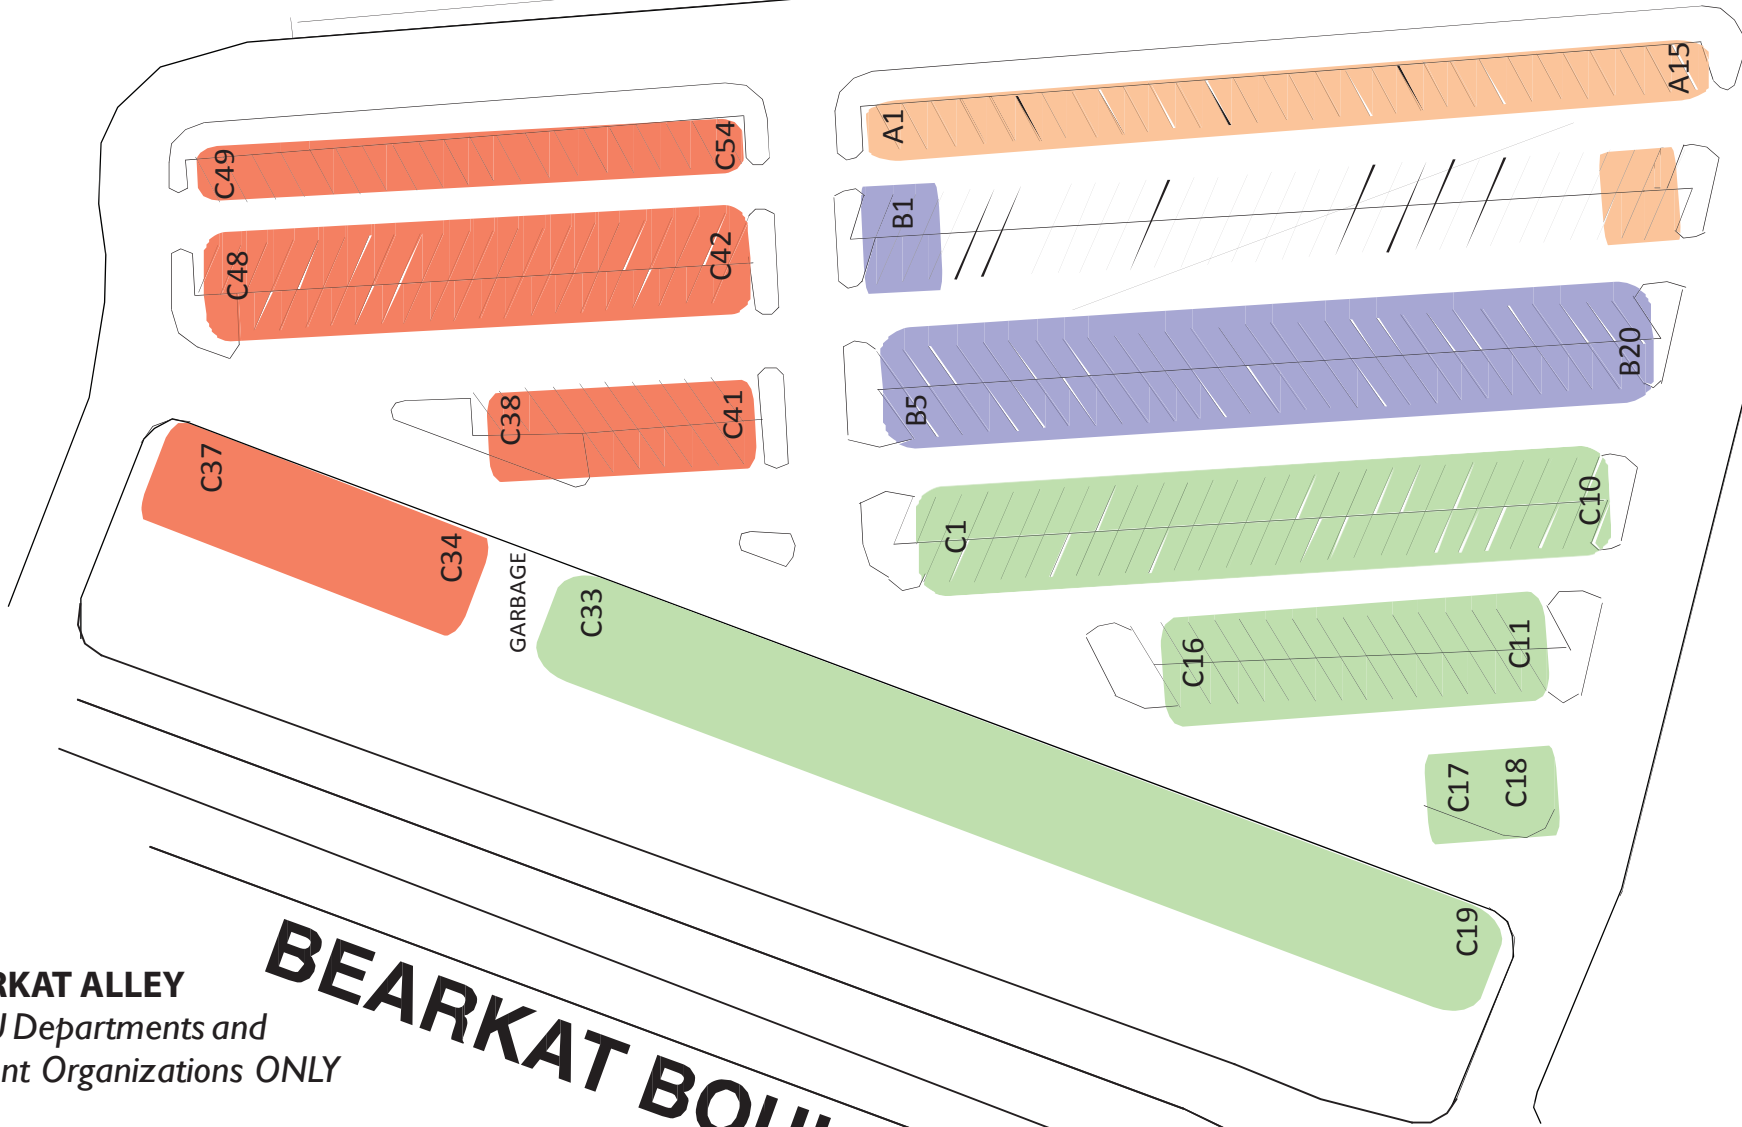 A15
A1
C54
C49
B1
C42
C48
B20
B5
C41
C38
C37
C10
C1
C34
GARBAGE
C33
C11
C16
C17
C18
C19
BEARKAT
RKAT ALLEY
Departments and
nt Organizations ONLY